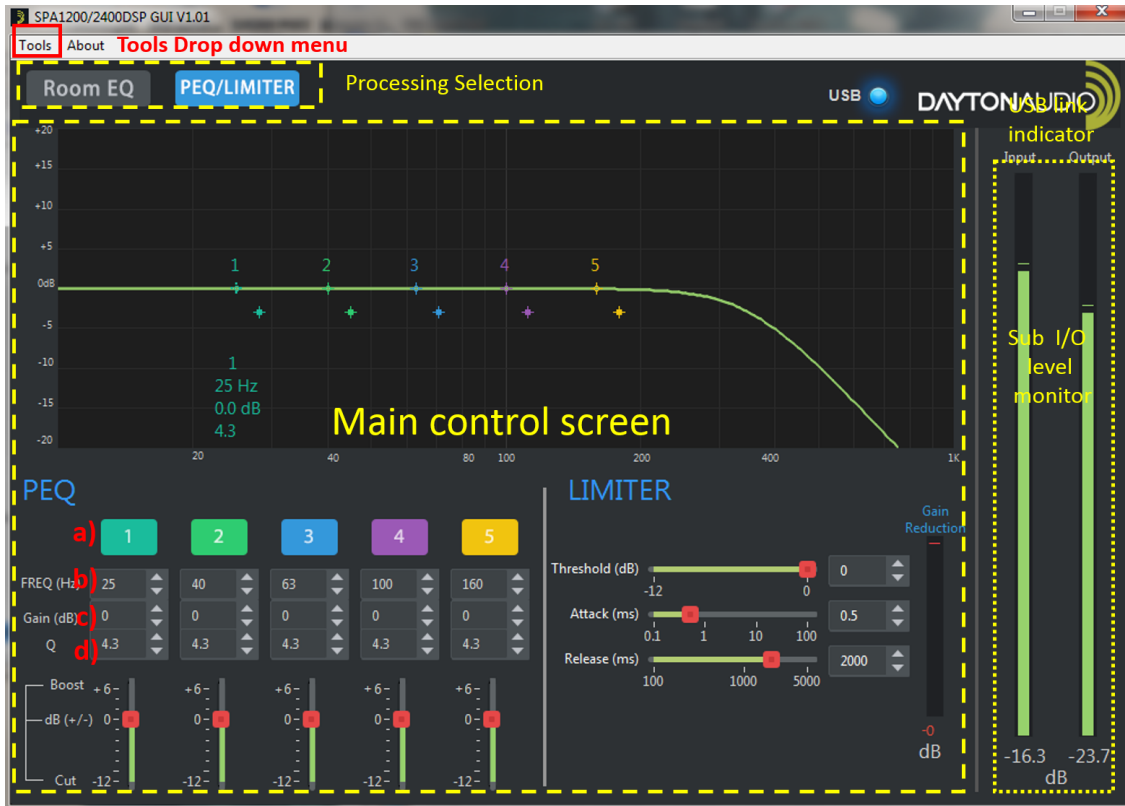 SPA1200/2400DSP GUI V1.01
Tools About Tools Drop down menu
Room EQ PEQ/LIMITER Processing Selection
USB
DAYTONAUDIO
USB link
indicator
Input Output
+20
+15
+10
+5
0dB
-5
-10
-15
-20
1 2 3 4 5
1
25 Hz
0.0 dB
4.3
Main control screen
20 40 80 100 200 400 1K
Sub I/O
level
monitor
-16.3 -23.7
dB
PEQ
a) 1 2 3 4 5
FREQ (Hz) b) 25 40 63 100 160
Gain (dB) c) 0 0 0 0 0
Q d) 4.3 4.3 4.3 4.3 4.3
Boost +6- +6- +6- +6- +6-
dB (+/-) 0- 0- 0- 0- 0-
Cut -12- -12- -12- -12- -12-
LIMITER
Gain
Reduction
Threshold (dB) 0
-12 0
Attack (ms) 0.5
0.1 1 10 100
Release (ms) 2000
100 1000 5000
-0
dB